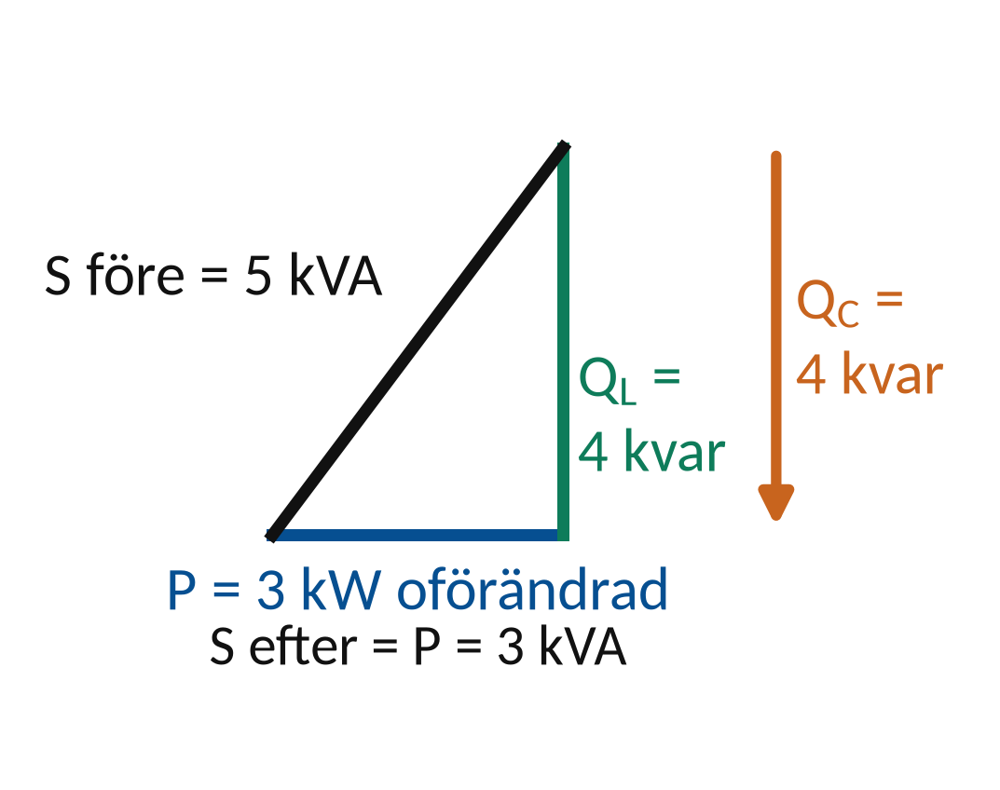 S före = 5 kVA
Q_C =
4 kvar
Q_L =
4 kvar
P = 3 kW oförändrad
S efter = P = 3 kVA